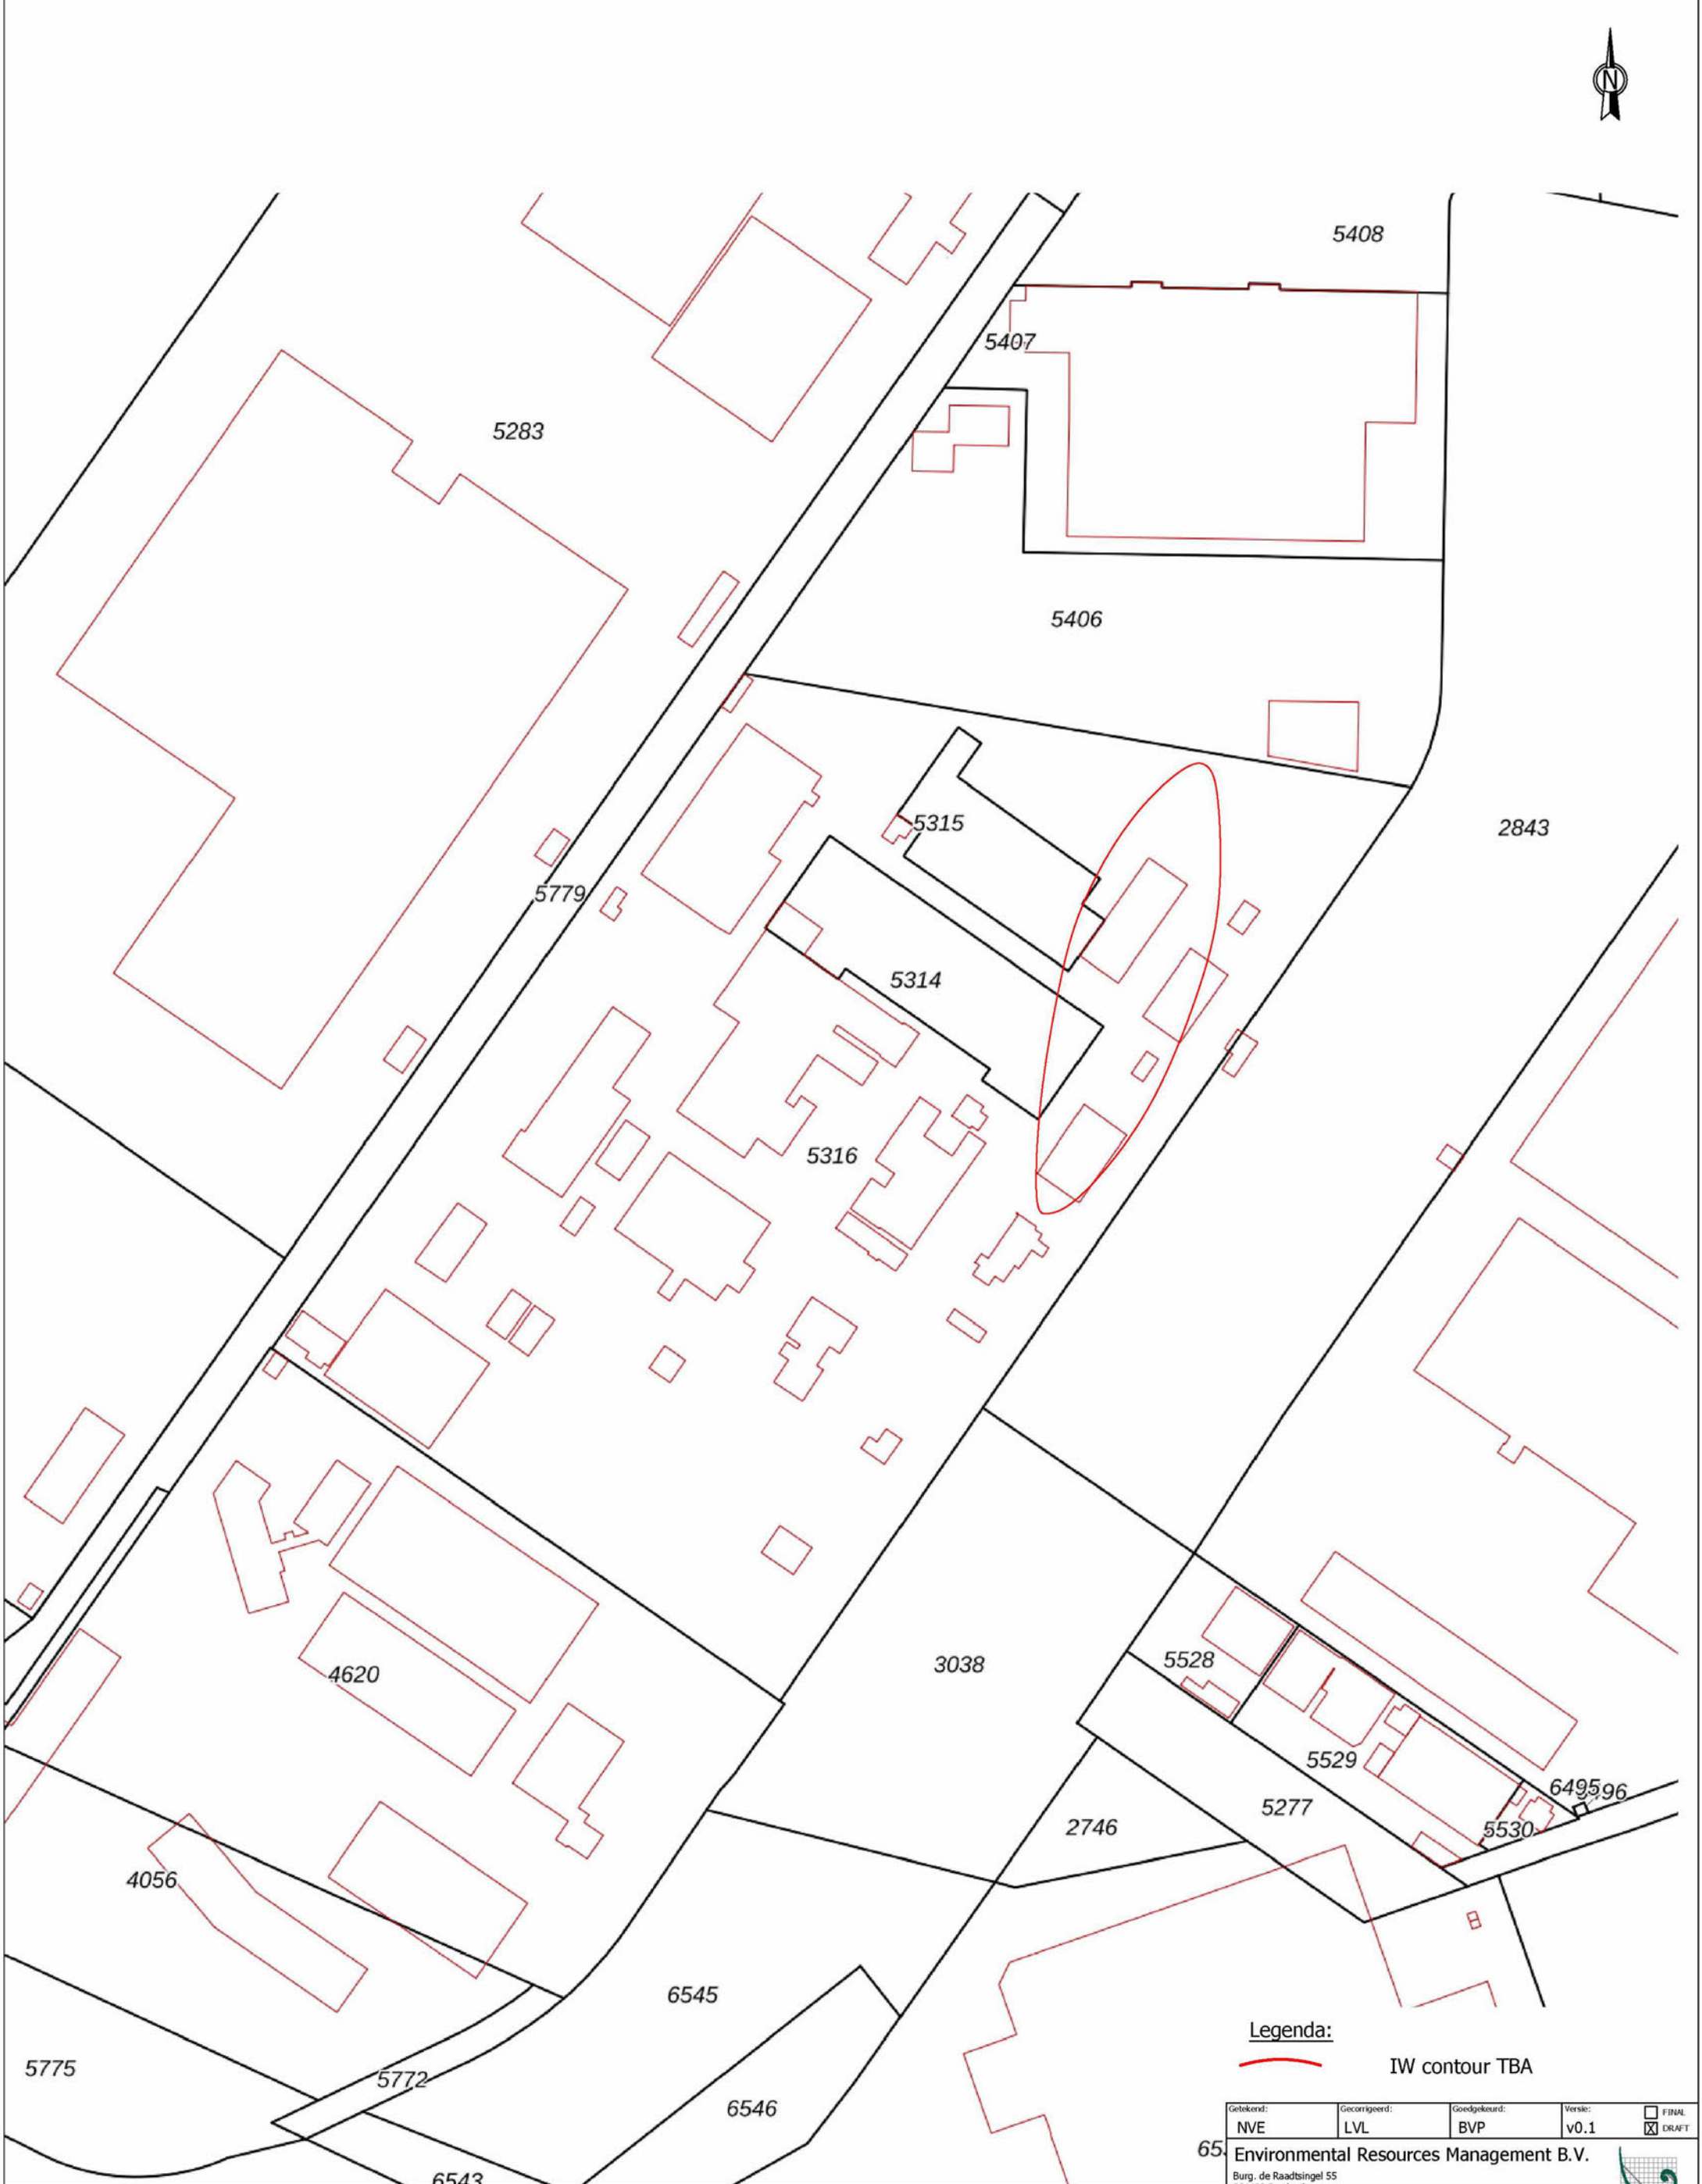 N
5408
5407
5283
5406
5315
2843
5779
5314
5316
3038
5528
4620
5529
649596
5277
2746
5530
4056
6545
Legenda:
IW contour TBA
5775
5772
6546
Getekend:
Gecorrigeerd:
Goedgekeurd:
Versie:
FINAL
NVE
LVL
BVP
v0.1
X DRAFT
65
Environmental Resources Management B.V.
Burg. de Raadtsingel 55
6543